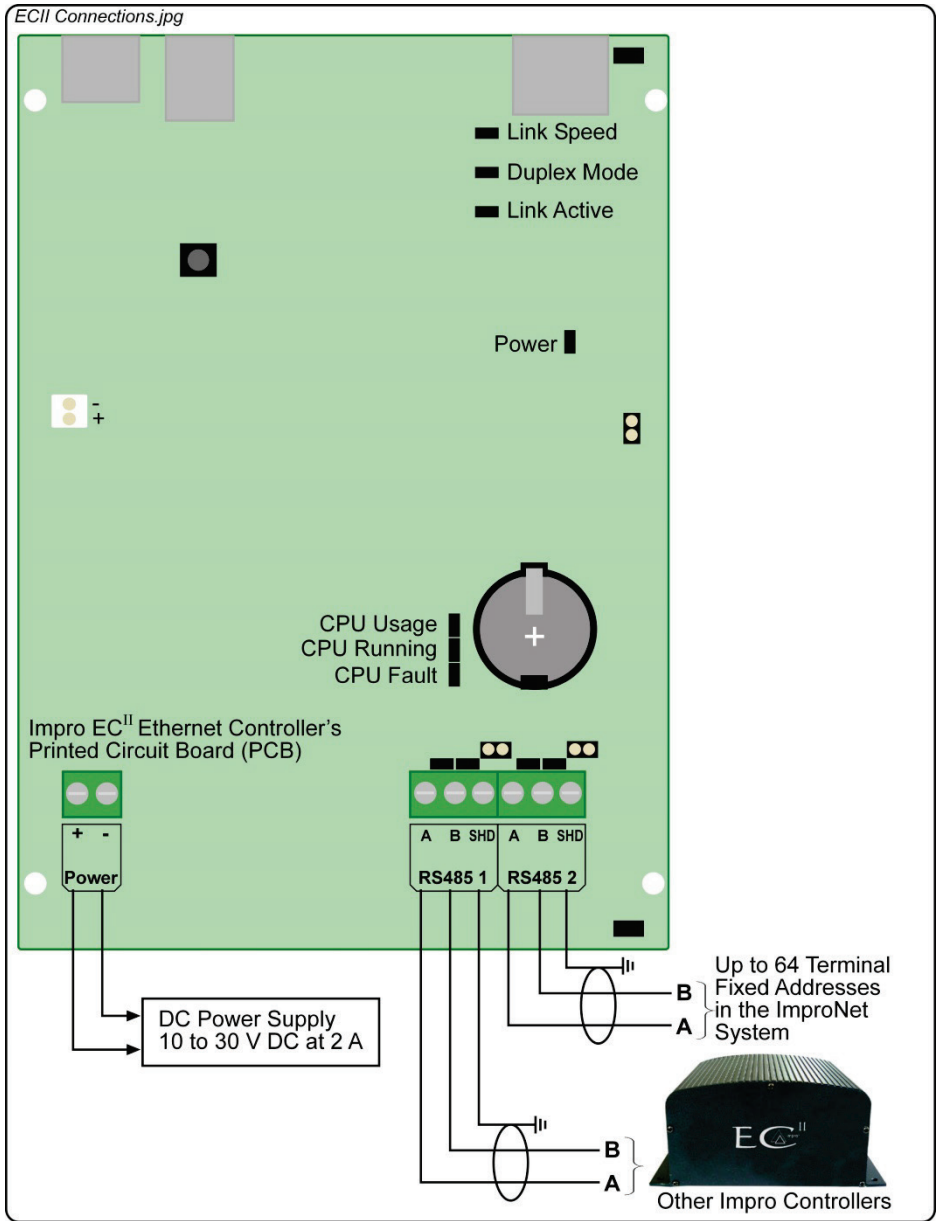 ECII Connections.jpg
Link Speed
Duplex Mode
Link Active
Power
-
+
CPU Usage
CPU Running
CPU Fault
+
Impro EC^II Ethernet Controller's
Printed Circuit Board (PCB)
+ -
Power
A B SHD
RS485 1
A B SHD
RS485 2
DC Power Supply
10 to 30 V DC at 2 A
B
A
Up to 64 Terminal
Fixed Addresses
in the ImproNet
System
B
A
EC II
Other Impro Controllers